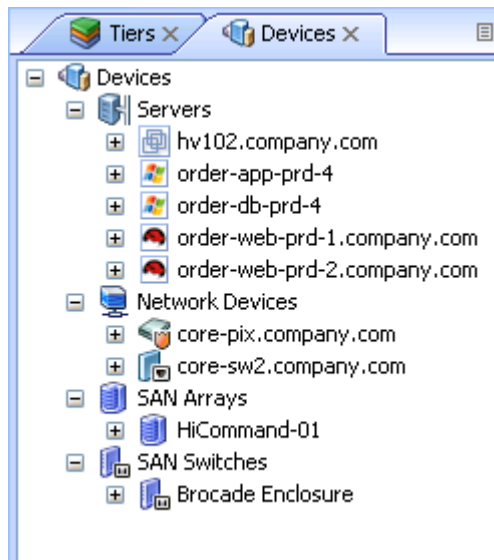 Tiers Devices
Devices
Servers
hv102.company.com
order-app-prd-4
order-db-prd-4
order-web-prd-1.company.com
order-web-prd-2.company.com
Network Devices
core-pix.company.com
core-sw2.company.com
SAN Arrays
HiCommand-01
SAN Switches
Brocade Enclosure